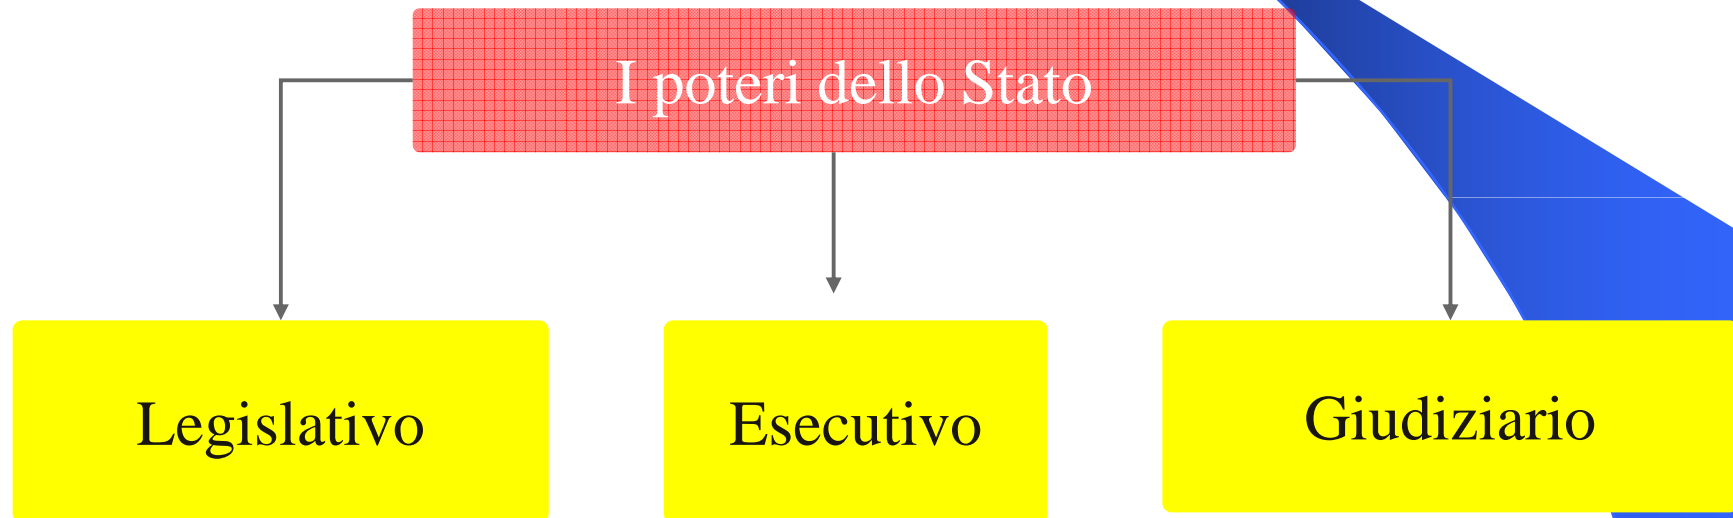 I poteri dello Stato
Legislativo
Esecutivo
Giudiziario